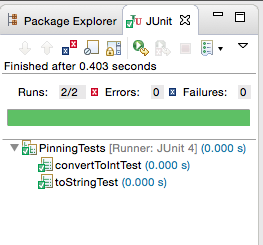 Package Explorer JUnit
Finished after 0.403 seconds
Runs: 2/2 Errors: 0 Failures: 0
PinningTests [Runner: JUnit 4] (0.000 s)
convertToIntTest (0.000 s)
toStringTest (0.000 s)